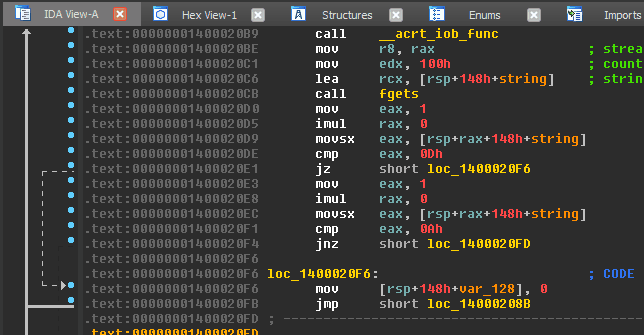 IDA View-A Hex View-1 Structures Enums Imports
.text:00000001400020B9 call __acrt_iob_func
.text:00000001400020BE mov r8, rax ; strea
.text:00000001400020C1 mov edx, 100h ; count
.text:00000001400020C6 lea rcx, [rsp+148h+string] ; strin
.text:00000001400020CB call fgets
.text:00000001400020D0 mov eax, 1
.text:00000001400020D5 imul rax, 0
.text:00000001400020D9 movsx eax, [rsp+rax+148h+string]
.text:00000001400020DE cmp eax, 0Dh
.text:00000001400020E1 jz short loc_1400020F6
.text:00000001400020E3 mov eax, 1
.text:00000001400020E8 imul rax, 0
.text:00000001400020EC movsx eax, [rsp+rax+148h+string]
.text:00000001400020F1 cmp eax, 0Ah
.text:00000001400020F4 jnz short loc_1400020FD
.text:00000001400020F6
.text:00000001400020F6 loc_1400020F6: ; CODE
.text:00000001400020F6 mov [rsp+148h+var_128], 0
.text:00000001400020FB jmp short loc_14000208B
.text:00000001400020FD ; ---------------------------------------------
.text:00000001400020FD